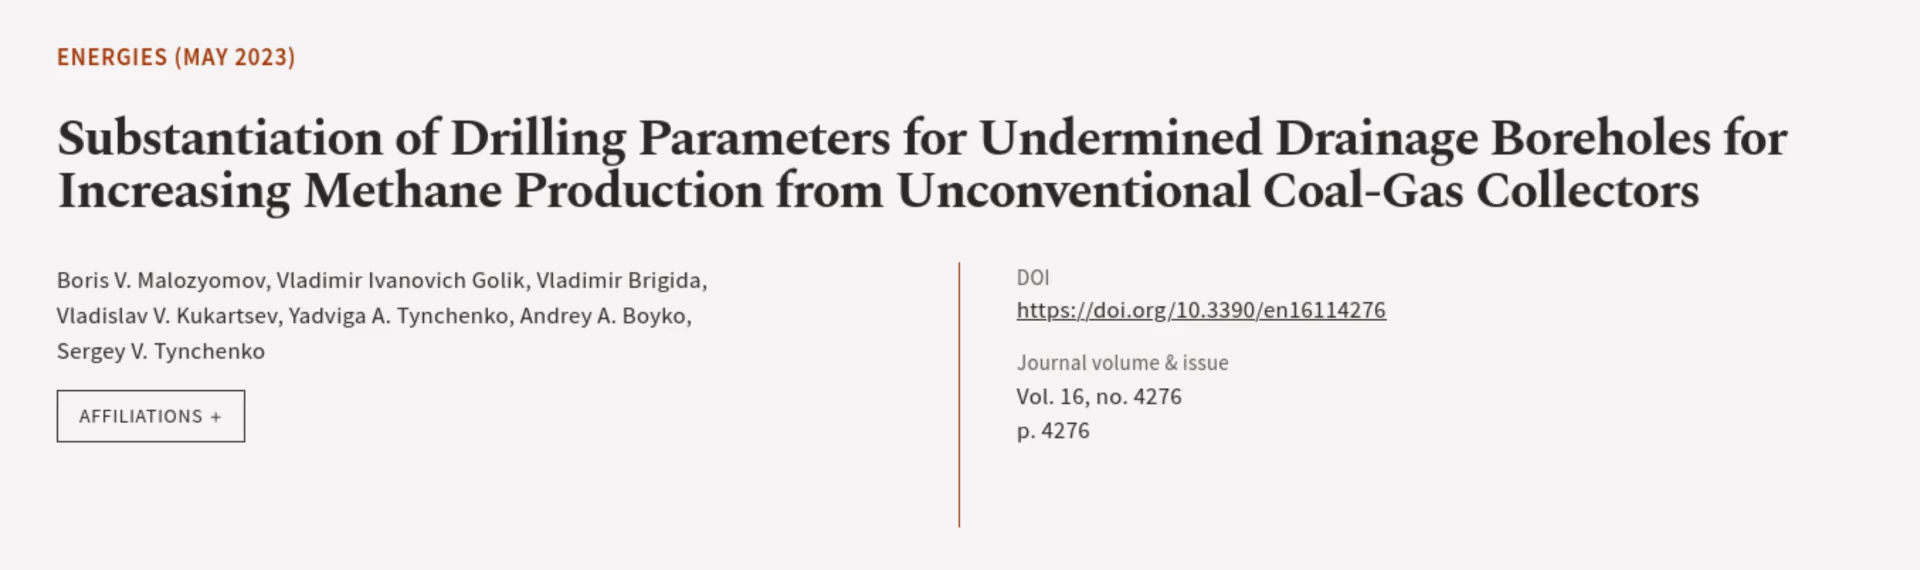 ENERGIES (MAY 2023)
Substantiation of Drilling Parameters for Undermined Drainage Boreholes for
Increasing Methane Production from Unconventional Coal-Gas Collectors
Boris V. Malozyomov, Vladimir Ivanovich Golik, Vladimir Brigida,
Vladislav V. Kukartsev, Yadviga A. Tynchenko, Andrey A. Boyko,
Sergey V. Tynchenko
AFFILIATIONS +
DOI
https://doi.org/10.3390/en16114276
Journal volume & issue
Vol. 16, no. 4276
p. 4276